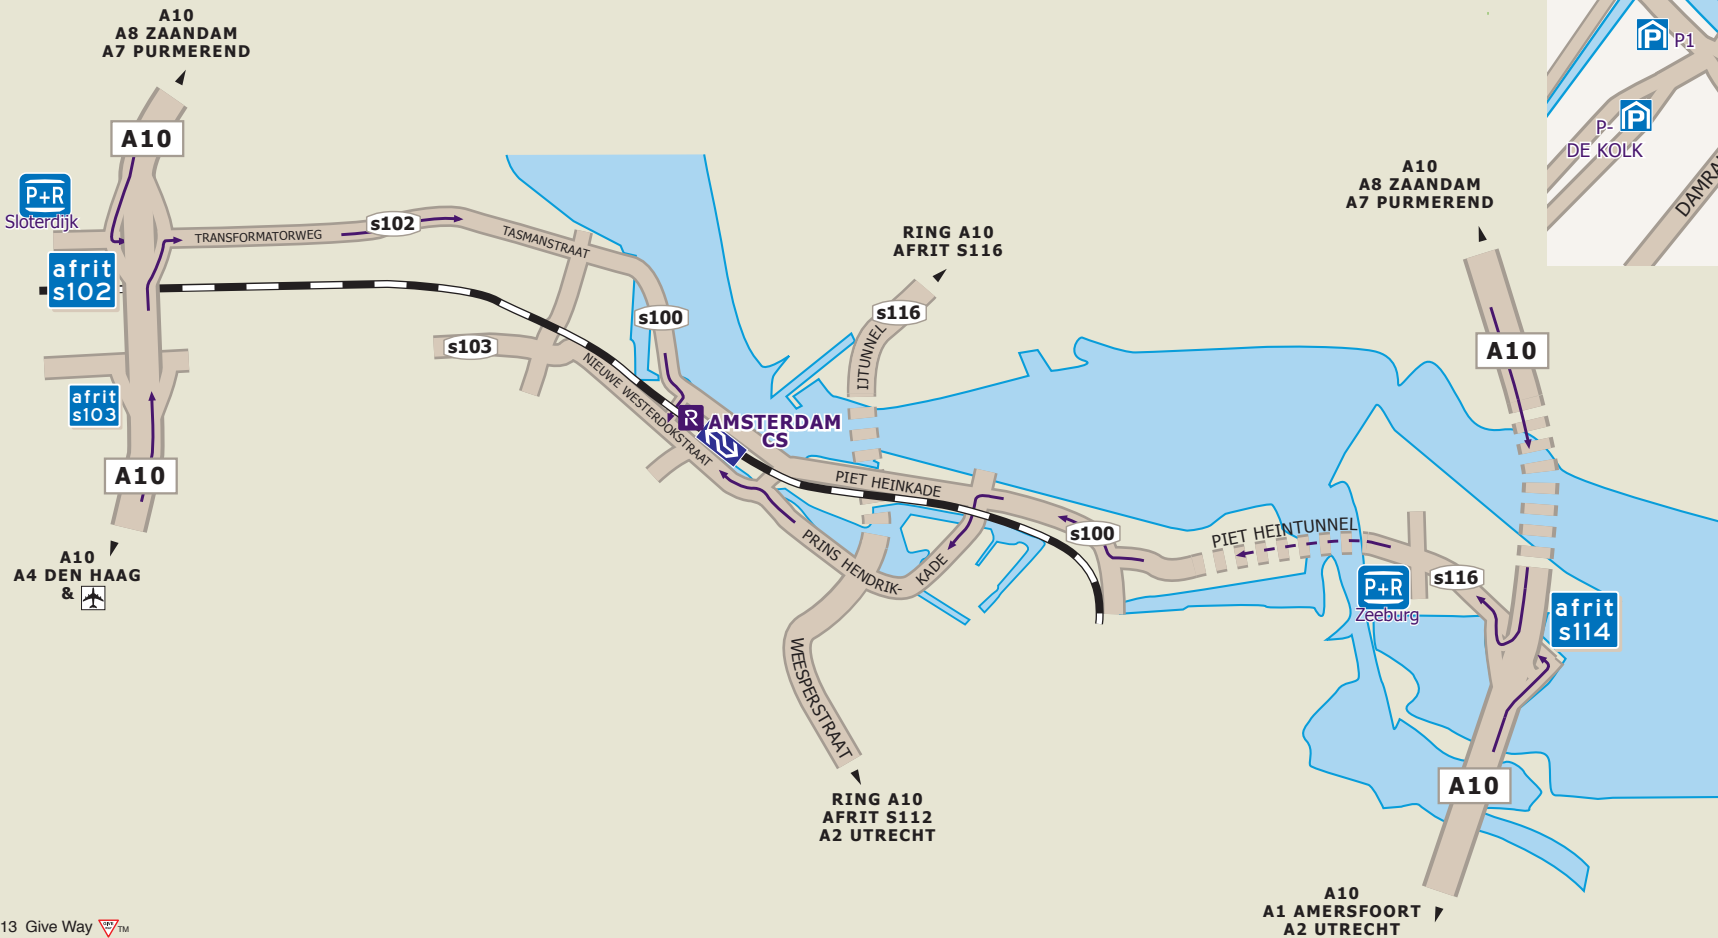 A10
A8 ZAANDAM
A7 PURMEREND
A10
P+R
Sloterdijk
afrit
s102
TRANSFORMATORWEG
s102
TASMANSTRAAT
s100
s103
NIEUWE WESTERDOKSTRAAT
afrit
s103
A10
A10
A4 DEN HAAG
&
R
AMSTERDAM
CS
RING A10
AFRIT S116
s116
IJTUNNEL
PIET HEINKADE
PRINS HENDRIK-
KADE
s100
WEESPERSTRAAT
RING A10
AFRIT S112
A2 UTRECHT
PIET HEINTUNNEL
P+R
Zeeburg
s116
afrit
s114
A10
A8 ZAANDAM
A7 PURMEREND
A10
A10
A10
A1 AMERSFOORT
A2 UTRECHT
P P1
P-
P
DE KOLK
DAMRA
13 Give Way TM